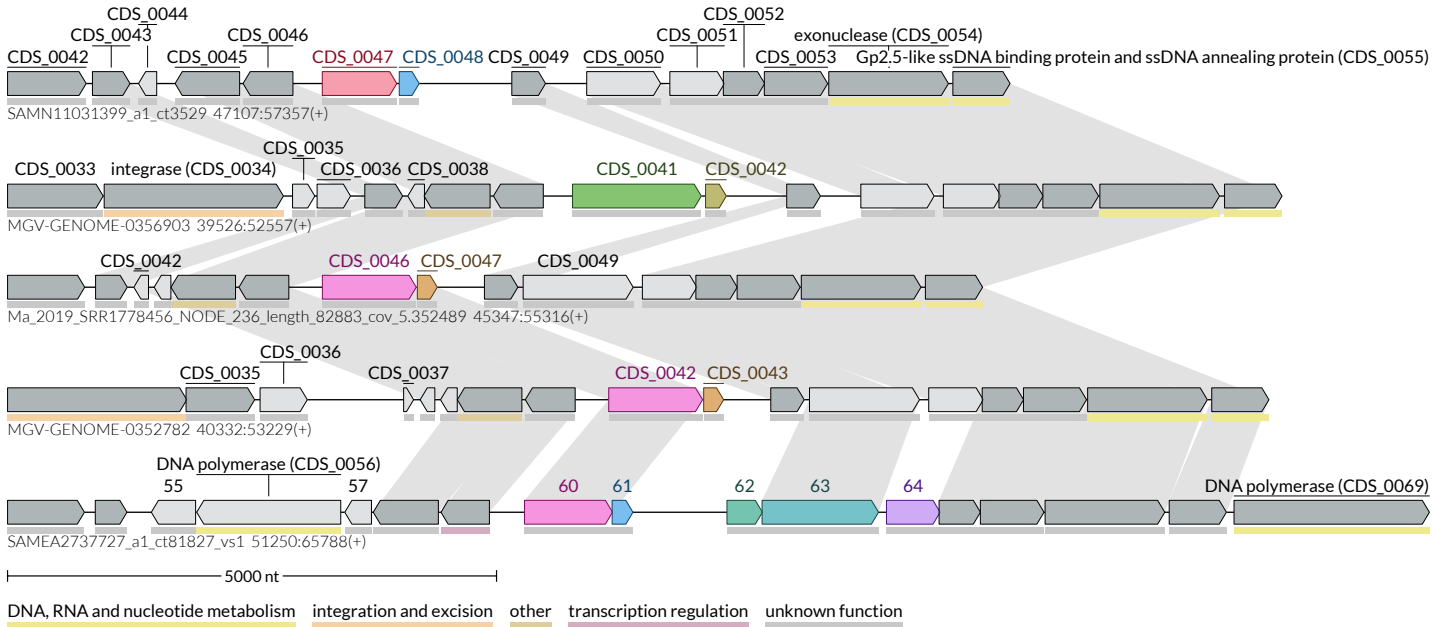 CDS_0044
CDS_0052
CDS_0043 CDS_0046 CDS_0051 exonuclease (CDS_0054)
CDS_0042 CDS_0045 CDS_0047 CDS_0048 CDS_0049 CDS_0050 CDS_0053 Gp2.5-like ssDNA binding protein and ssDNA annealing protein (CDS_0055)
SAMN11031399_a1_ct3529 47107:57357(+)
CDS_0035
CDS_0033 integrase (CDS_0034) CDS_0036 CDS_0038 CDS_0041 CDS_0042
MGV-GENOME-0356903 39526:52557(+)
CDS_0042 CDS_0046 CDS_0047 CDS_0049
Ma_2019_SRR1778456_NODE_236_length_82883_cov_5.352489 45347:55316(+)
CDS_0036
CDS_0035 CDS_0037 CDS_0042 CDS_0043
MGV-GENOME-0352782 40332:53229(+)
DNA polymerase (CDS_0056)
55 57 60 61 62 63 64 DNA polymerase (CDS_0069)
SAMEA2737727_a1_ct81827_vs1 51250:65788(+)
5000 nt
DNA, RNA and nucleotide metabolism integration and excision other transcription regulation unknown function